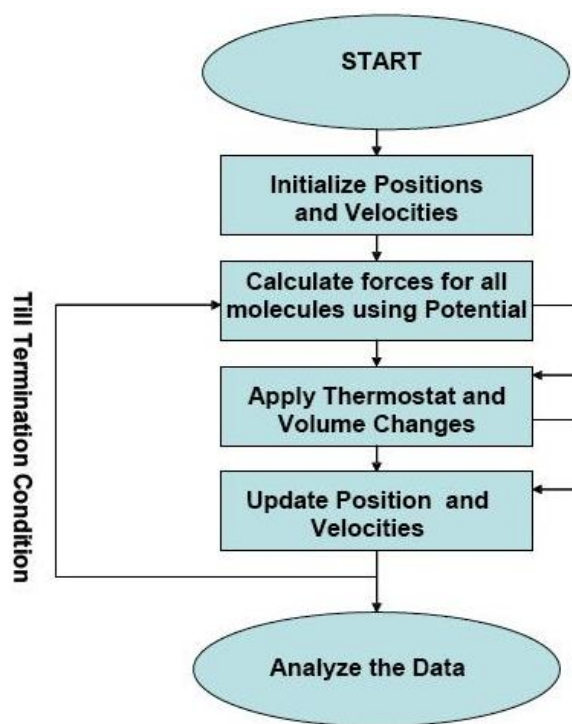 START
Initialize Positions
and Velocities
Calculate forces for all
molecules using Potential
Apply Thermostat and
Volume Changes
Update Position and
Velocities
Till Termination Condition
Analyze the Data